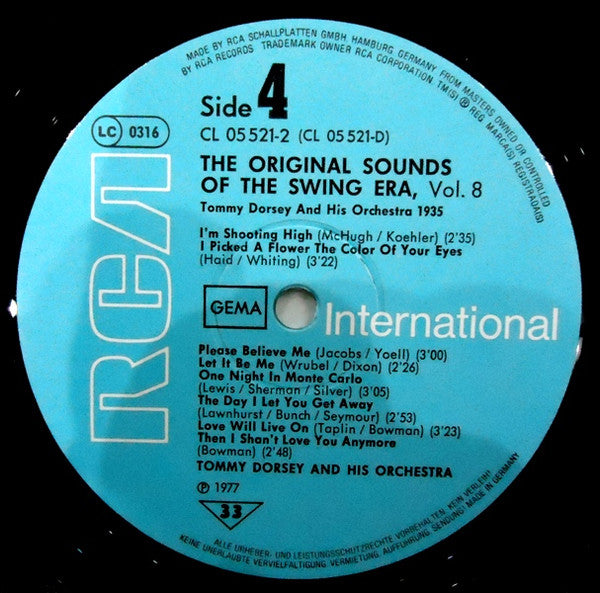 MADE BY RCA SCHALLPLATTEN GMBH, HAMBURG, GERMANY, FROM MASTERS OWNED OR CONTROLLED
BY RCA RECORDS TRADEMARK OWNER RCA CORPORATION TM(S) ® REG. MARCA(S) REGISTRADA(S)
Side 4
CL 05 521-2 (CL 05 521-D)
LC 0316
THE ORIGINAL SOUNDS
OF THE SWING ERA, Vol. 8
Tommy Dorsey And His Orchestra 1935
I'm Shooting High (McHugh / Koehler) (2'35)
I Picked A Flower The Color Of Your Eyes
(Haid / Whiting) (3'22)
RCA
GEMA
International
Please Believe Me (Jacobs / Yoell) (3'00)
Let It Be Me (Wrubel / Dixon) (2'26)
One Night In Monte Carlo
(Lewis / Sherman / Silver) (3'05)
The Day I Let You Get Away
(Lawnhurst / Bunch / Seymour) (2'53)
Love Will Live On (Taplin / Bowman) (3'23)
Then I Shan't Love You Anymore
(Bowman) (2'48)
TOMMY DORSEY AND HIS ORCHESTRA
℗ 1977
33
ALLE URHEBER- UND LEISTUNGSSCHUTZRECHTE VORBEHALTEN. KEIN VERLEIH!
KEINE UNERLAUBTE VERVIELFÄLTIGUNG, VERMIETUNG, AUFFÜHRUNG, SENDUNG! MADE IN GERMANY